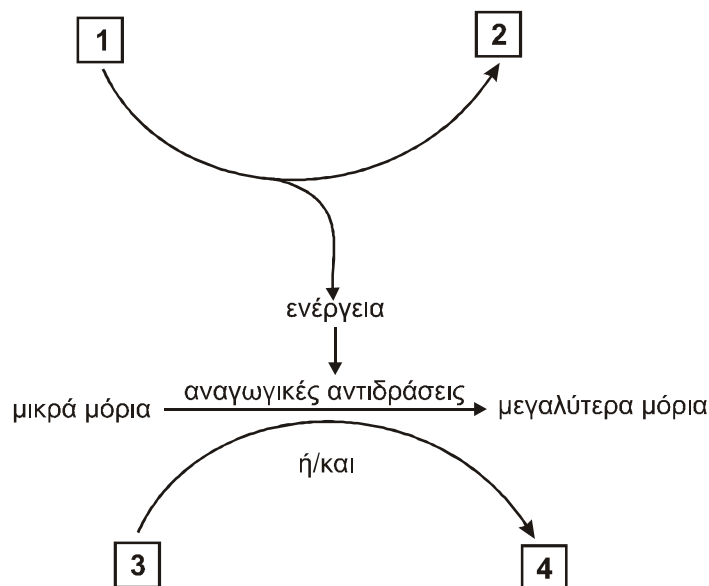 1
2
ενέργεια
αναγωγικές αντιδράσεις
μικρά μόρια
μεγαλύτερα μόρια
ή/και
3
4